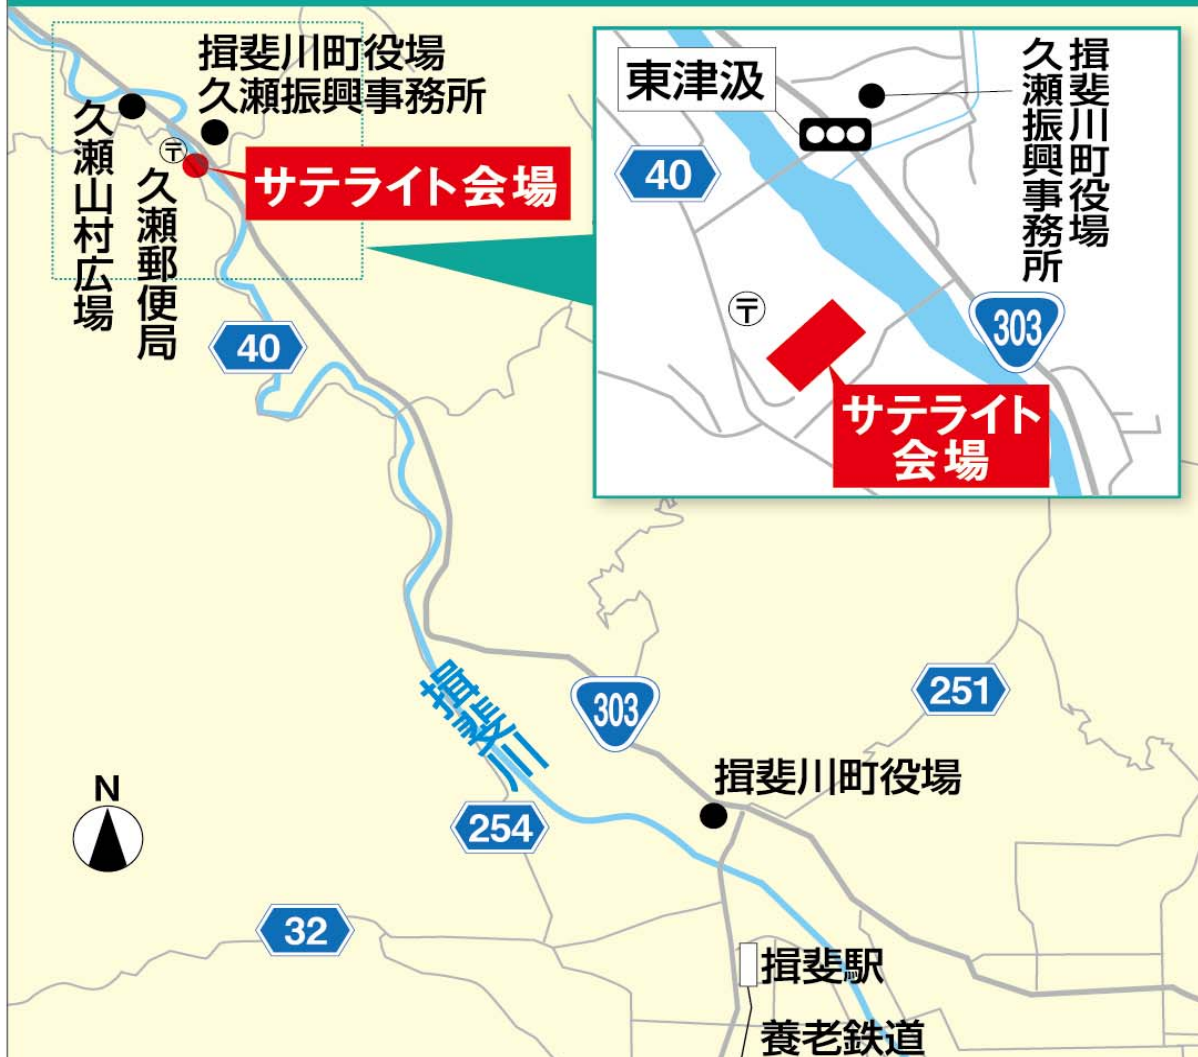 揖斐川町役場
久瀬振興事務所
久瀬山村広場
〒
久瀬郵便局
サテライト会場
40
東津汲
揖斐川町役場
久瀬振興事務所
40
303
〒
サテライト
会場
揖斐川
303
251
揖斐川町役場
N
254
32
揖斐駅
養老鉄道